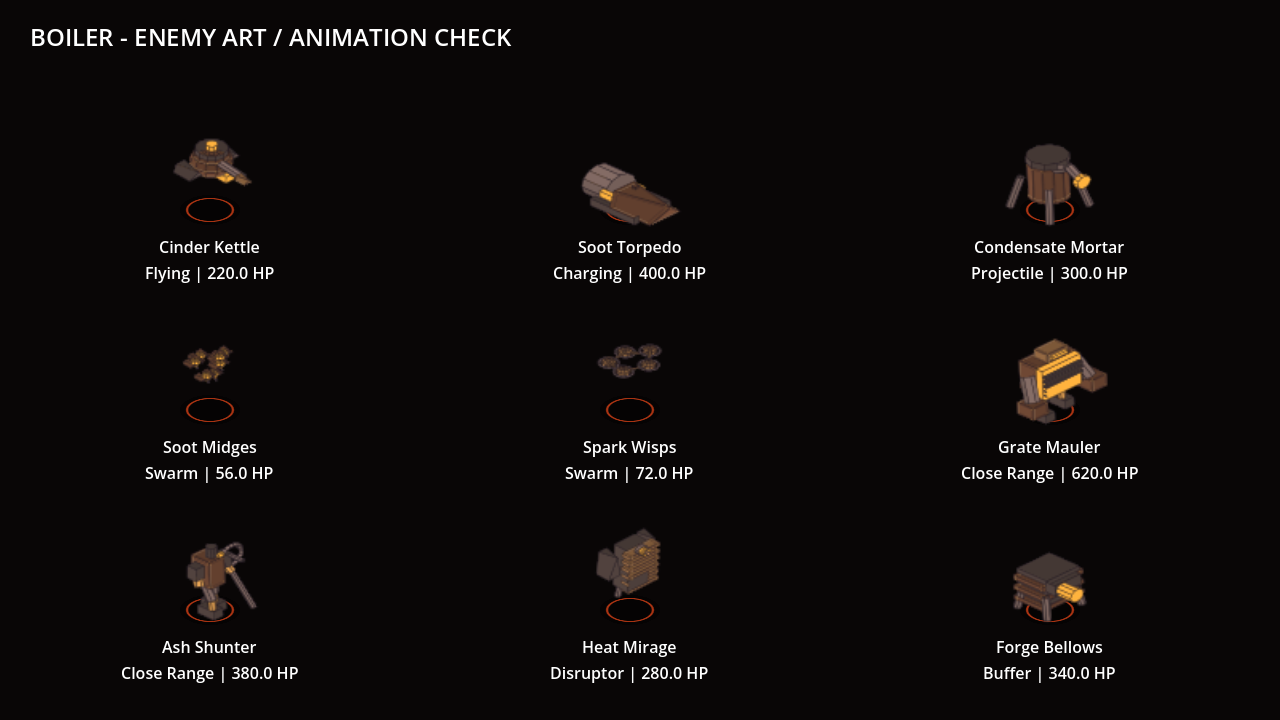 BOILER - ENEMY ART / ANIMATION CHECK
Cinder Kettle
Flying | 220.0 HP
Soot Torpedo
Charging | 400.0 HP
Condensate Mortar
Projectile | 300.0 HP
Soot Midges
Swarm | 56.0 HP
Spark Wisps
Swarm | 72.0 HP
Grate Mauler
Close Range | 620.0 HP
Ash Shunter
Close Range | 380.0 HP
Heat Mirage
Disruptor | 280.0 HP
Forge Bellows
Buffer | 340.0 HP